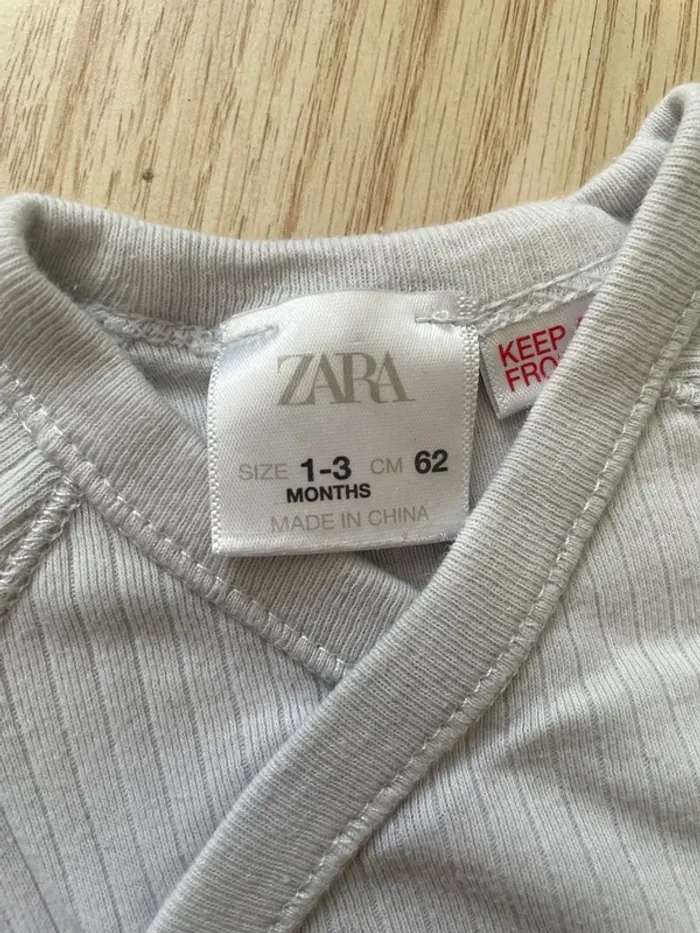 ZARA
SIZE 1-3 CM 62
MONTHS
MADE IN CHINA
KEEP
FRO